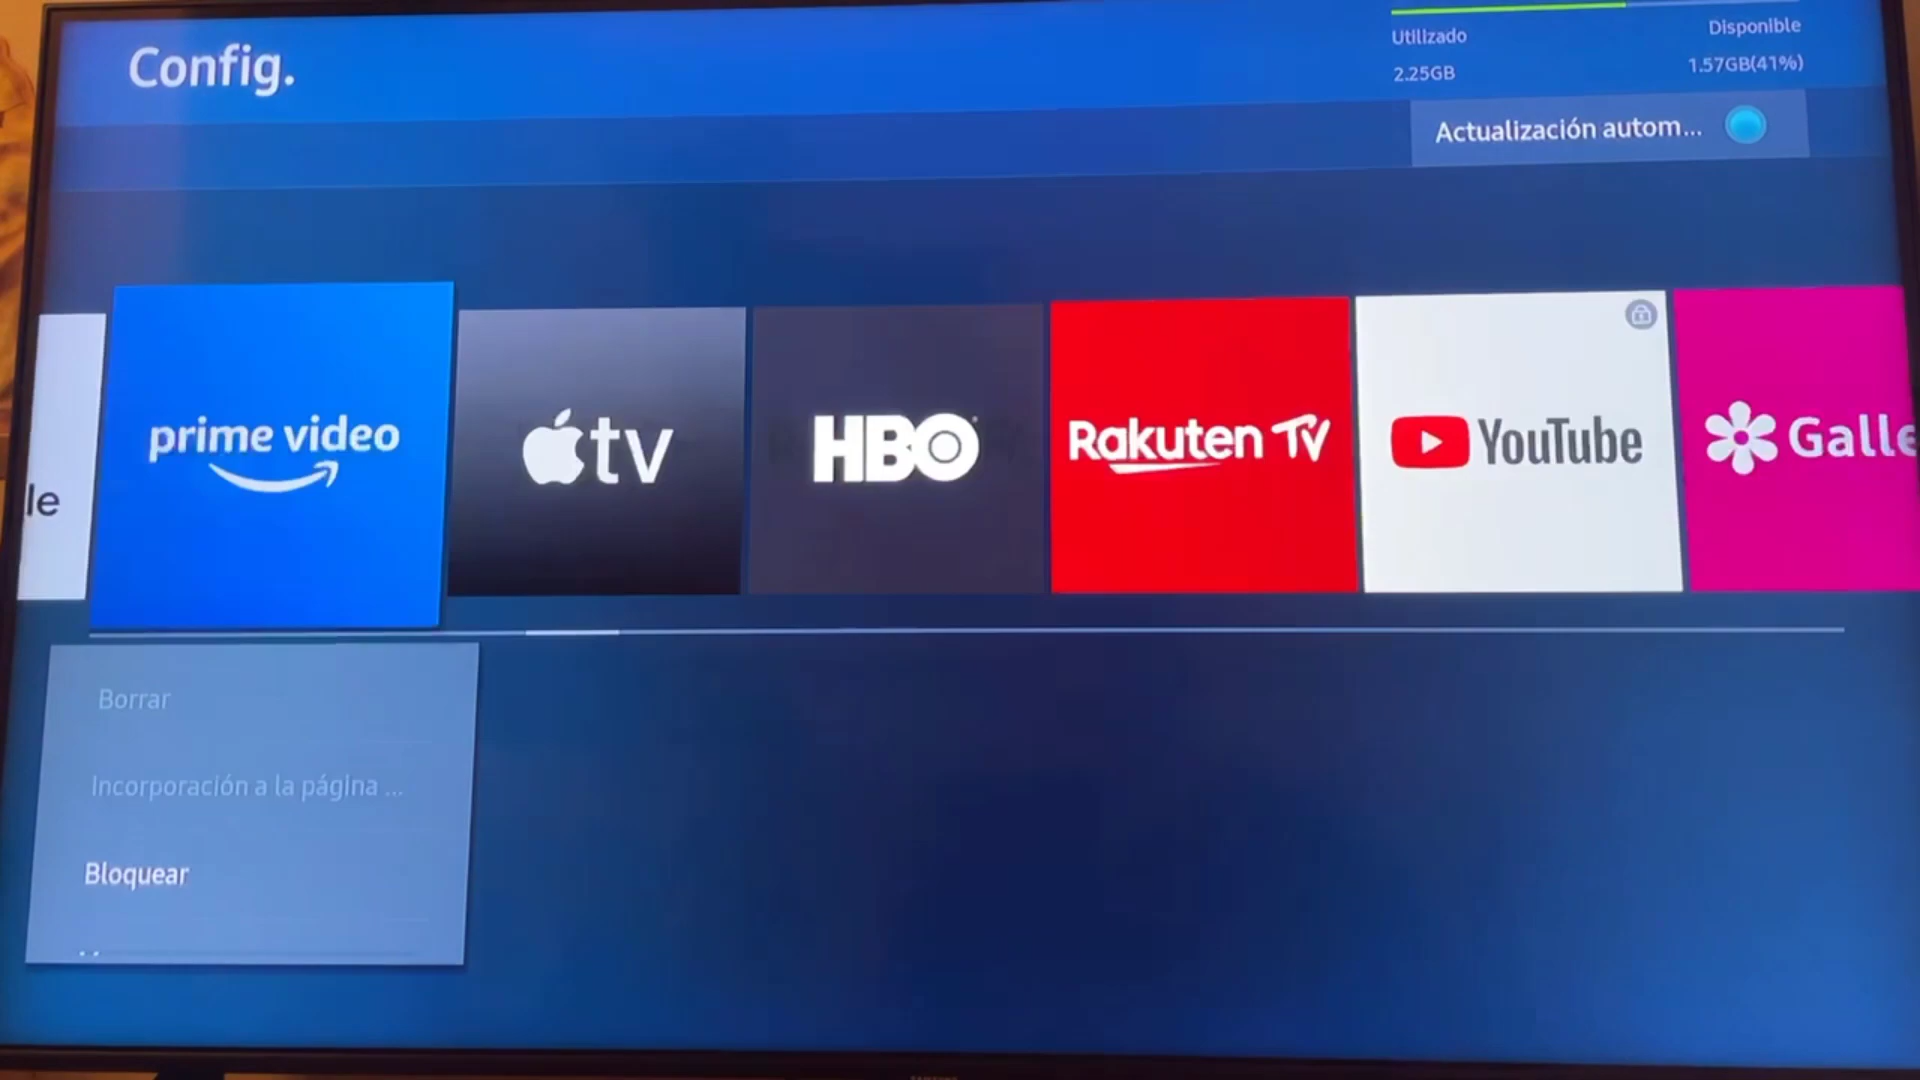 Config.
Utilizado
Disponible
2.25GB
1.57GB(41%)
Actualización autom...
le
prime video
tv
HBO
Rakuten TV
YouTube
Galle
Borrar
Incorporación a la página ...
Bloquear